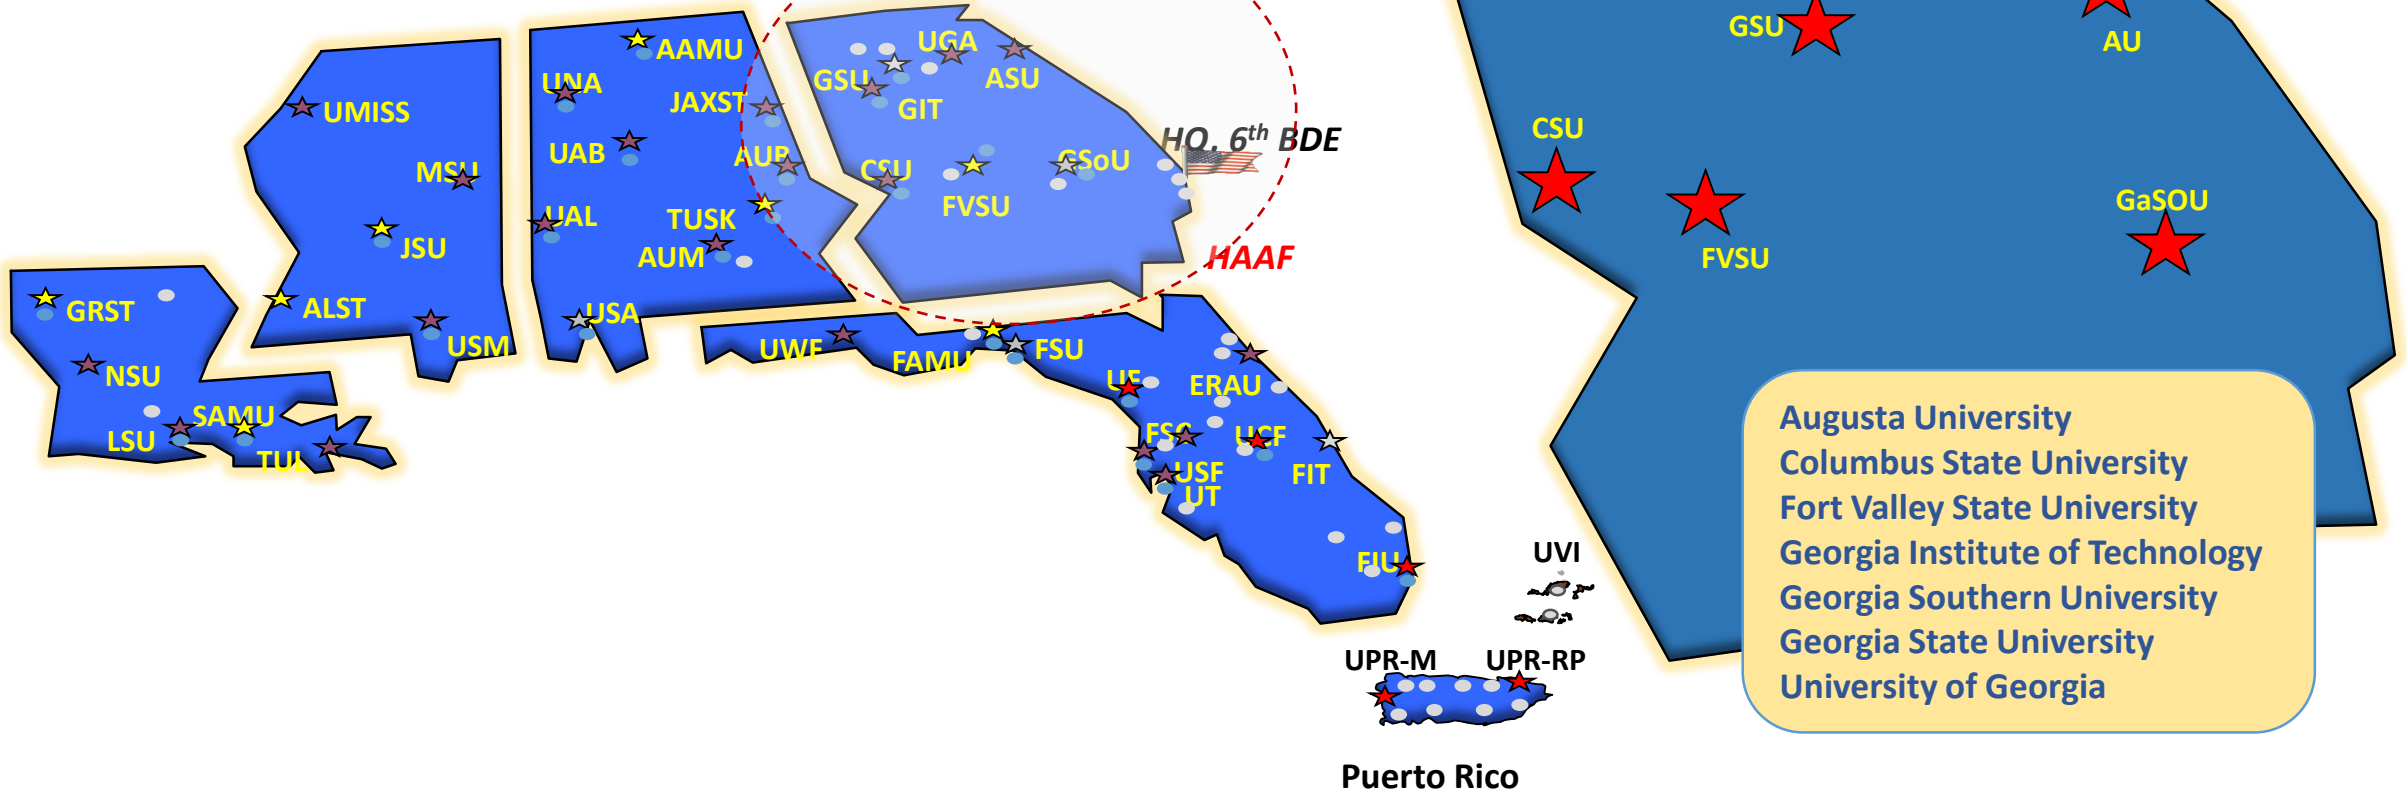 AAMU
UNA
JAXST
UAB
AUB
UAL
TUSK
AUM
USA
UMISS
MSU
JSU
ALST
USM
GRST
NSU
SAMU
LSU
TUL
UGA
GSU
ASU
GIT
CSU
GSoU
FVSU
HQ, 6th BDE
HAAF
UWF
FAMU
FSU
UF
ERAU
FSC
UCF
USF
UT
FIT
FIU
UVI
UPR-M
UPR-RP
Puerto Rico
GSU
AU
CSU
FVSU
GaSOU
Augusta University
Columbus State University
Fort Valley State University
Georgia Institute of Technology
Georgia Southern University
Georgia State University
University of Georgia